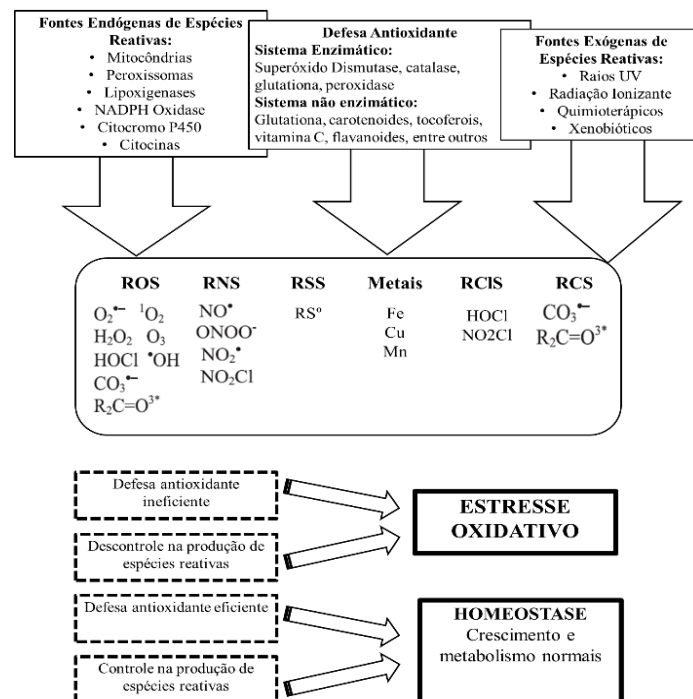 Fontes Endógenas de Espécies
Reativas:
• Mitocôndrias
• Peroxissomas
• Lipoxigenases
• NADPH Oxidase
• Citocromo P450
• Citocinas
Defesa Antioxidante
Sistema Enzimático:
Superóxido Dismutase, catalase,
glutationa, peroxidase
Sistema não enzimático:
Glutationa, carotenoides, tocoferois,
vitamina C, flavanoides, entre outros
Fontes Exógenas de
Espécies Reativas:
• Raios UV
• Radiação Ionizante
• Quimioterápicos
• Xenobióticos
ROS
O₂•− ¹O₂
H₂O₂ O₃
HOCl •OH
CO₃•−
R₂C=O³*
RNS
NO•
ONOO⁻
NO₂•
NO₂Cl
RSS
RSº
Metais
Fe
Cu
Mn
RClS
HOCl
NO2Cl
RCS
CO₃•−
R₂C=O³*
Defesa antioxidante
ineficiente
Descontrole na produção de
espécies reativas
ESTRESSE
OXIDATIVO
Defesa antioxidante eficiente
Controle na produção de
espécies reativas
HOMEOSTASE
Crescimento e
metabolismo normais